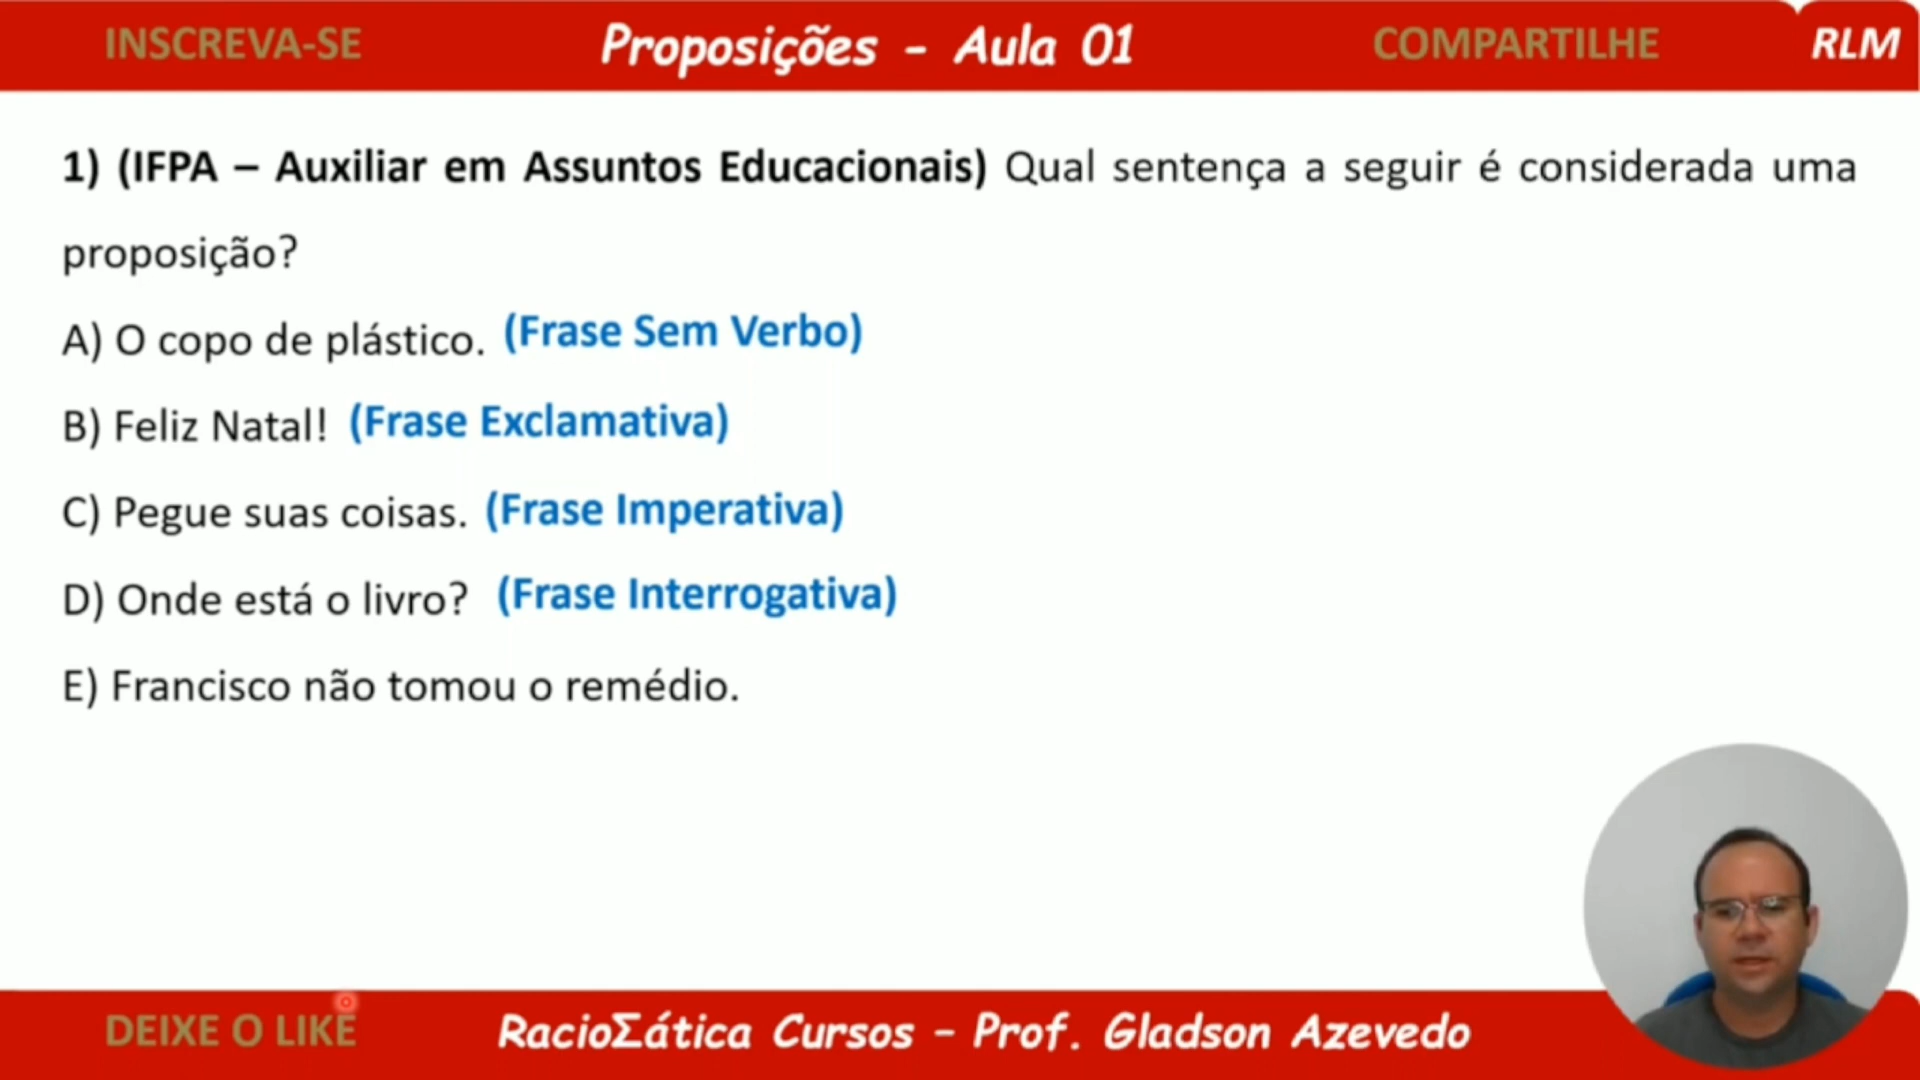 INSCREVA-SE
Proposições - Aula 01
COMPARTILHE
RLM
1) (IFPA – Auxiliar em Assuntos Educacionais) Qual sentença a seguir é considerada uma
proposição?
A) O copo de plástico. (Frase Sem Verbo)
B) Feliz Natal! (Frase Exclamativa)
C) Pegue suas coisas. (Frase Imperativa)
D) Onde está o livro? (Frase Interrogativa)
E) Francisco não tomou o remédio.
DEIXE O LIKE
RacioΣática Cursos – Prof. Gladson Azevedo